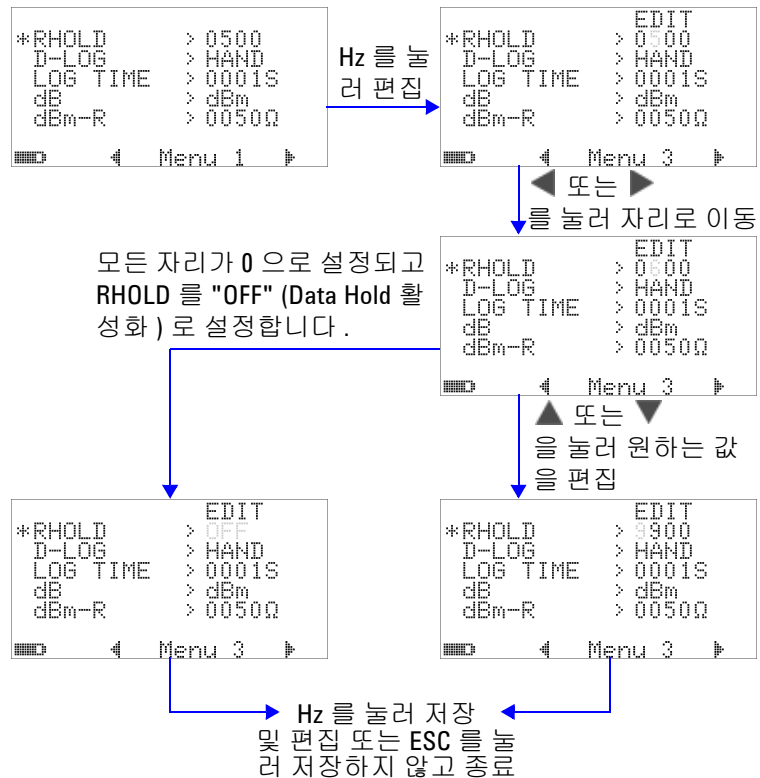 *RHOLD > 0500
D-LOG > HAND
LOG TIME > 0001S
dB > dBm
dBm-R > 0050Ω
Menu 1
Hz 를 눌
러 편집
EDIT
*RHOLD > 0500
D-LOG > HAND
LOG TIME > 0001S
dB > dBm
dBm-R > 0050Ω
Menu 3
◀ 또는 ▶
를 눌러 자리로 이동
모든 자리가 0 으로 설정되고
RHOLD 를 "OFF" (Data Hold 활
성화 ) 로 설정합니다 .
EDIT
*RHOLD > 0600
D-LOG > HAND
LOG TIME > 0001S
dB > dBm
dBm-R > 0050Ω
Menu 3
▲ 또는 ▼
을 눌러 원하는 값
을 편집
EDIT
*RHOLD > OFF
D-LOG > HAND
LOG TIME > 0001S
dB > dBm
dBm-R > 0050Ω
Menu 3
EDIT
*RHOLD > 9900
D-LOG > HAND
LOG TIME > 0001S
dB > dBm
dBm-R > 0050Ω
Menu 3
Hz 를 눌러 저장
및 편집 또는 ESC 를 눌
러 저장하지 않고 종료